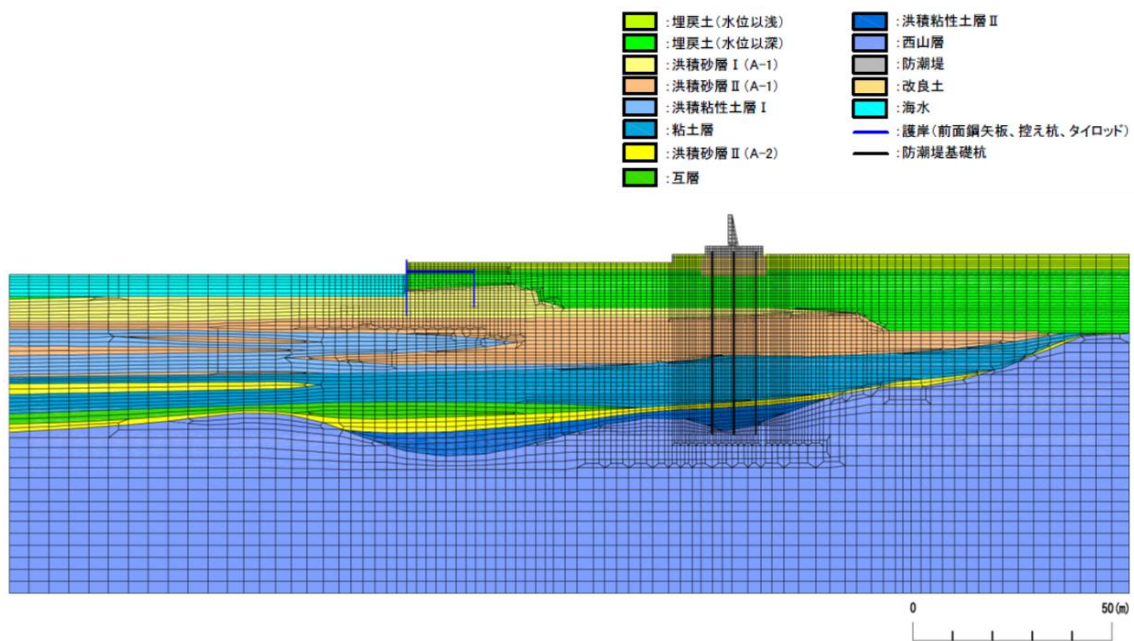 :埋戻土(水位以浅)
:埋戻土(水位以深)
:洪積砂層Ⅰ(A-1)
:洪積砂層Ⅱ(A-1)
:洪積粘性土層Ⅰ
:粘土層
:洪積砂層Ⅱ(A-2)
:互層
:洪積粘性土層Ⅱ
:西山層
:防潮堤
:改良土
:海水
:護岸(前面鋼矢板、控え杭、タイロッド)
:防潮堤基礎杭
0 50(m)